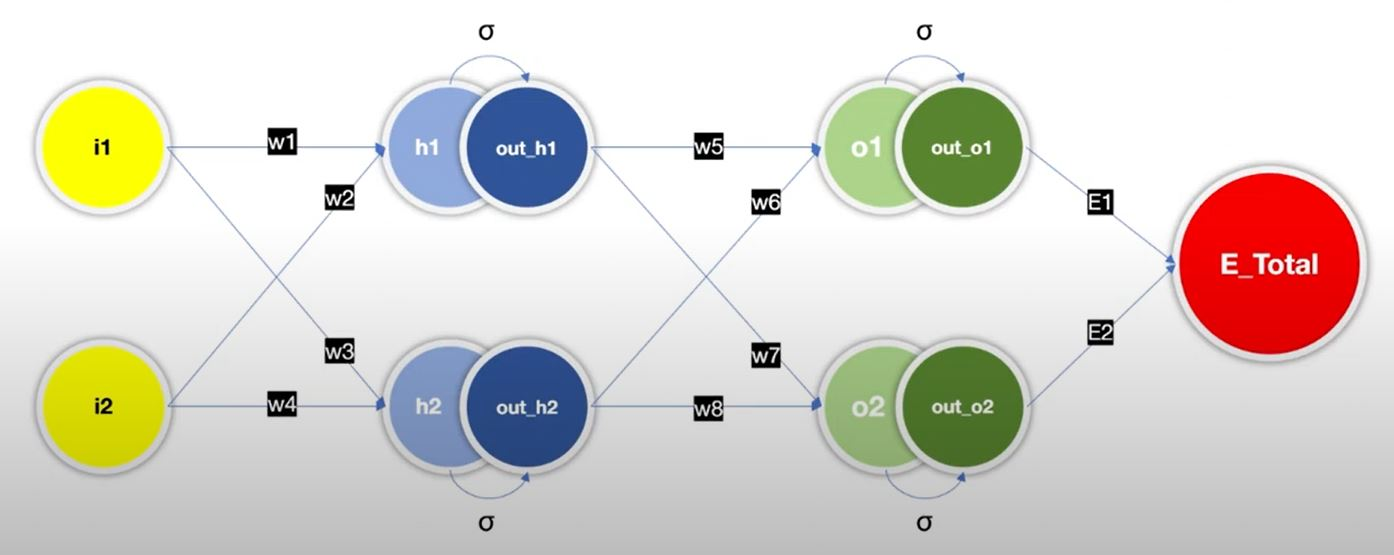 σ
σ
i1
w1
h1
out_h1
w5
o1
out_o1
w2
w6
E1
E_Total
w3
w7
E2
i2
w4
h2
out_h2
w8
o2
out_o2
σ
σ